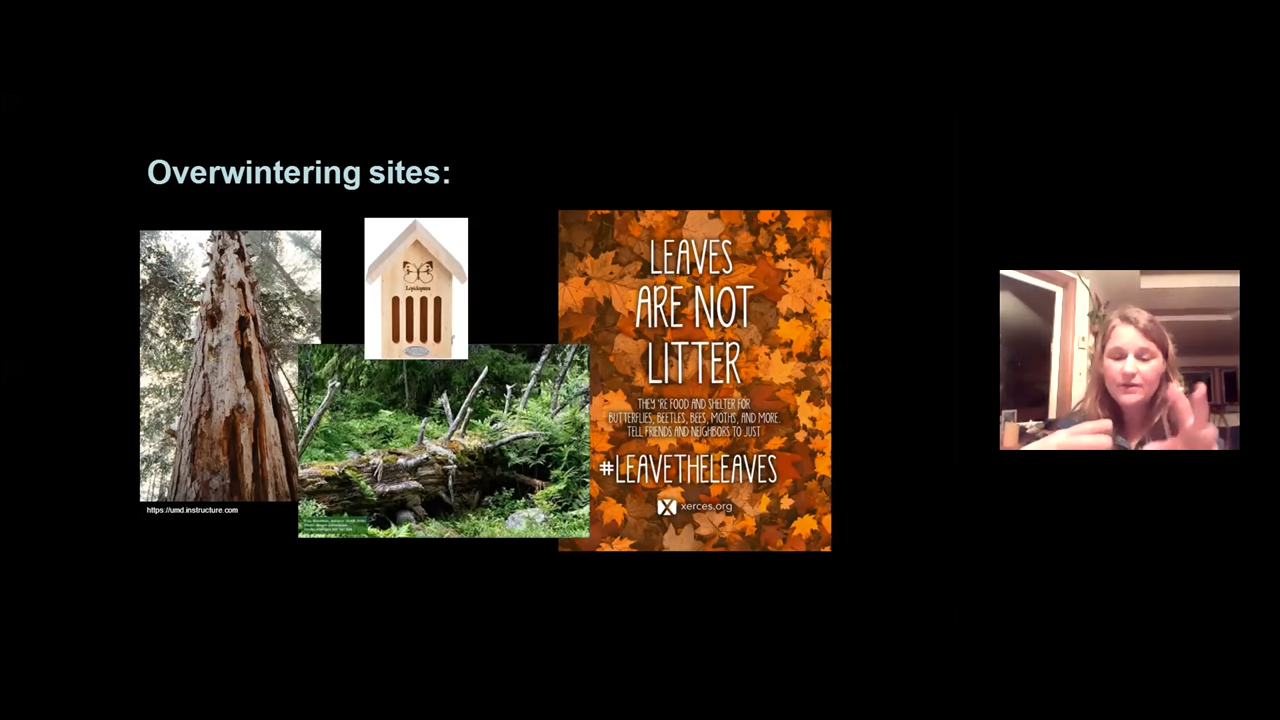 Overwintering sites:
https://umd.instructure.com
LEAVES
ARE NOT
LITTER
THEY'RE FOOD AND SHELTER FOR
BUTTERFLIES, BEETLES, BEES, MOTHS, AND MORE.
TELL FRIENDS AND NEIGHBORS TO JUST
#LEAVETHELEAVES
xerces.org